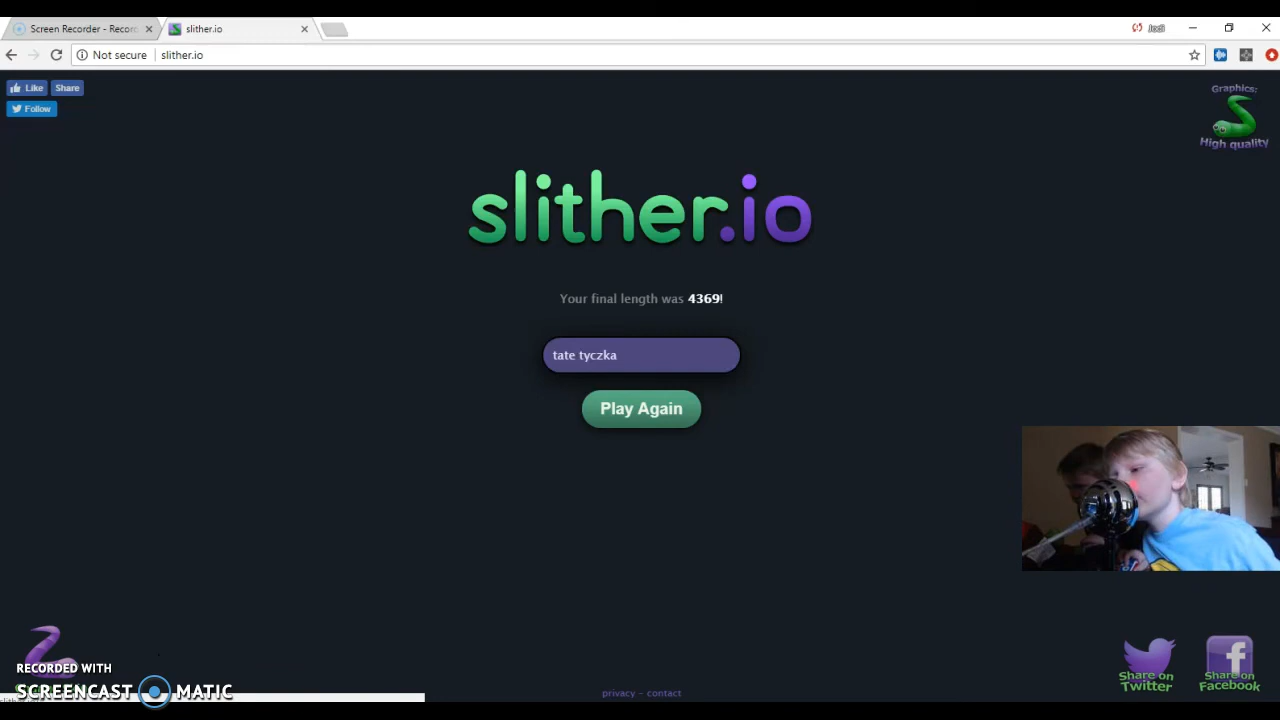 Screen Recorder - Record
slither.io
Jodi
Not secure
slither.io
Like
Share
Follow
Graphics:
High quality
slither.io
Your final length was 4369!
tate tyczka
Play Again
RECORDED WITH
SCREENCAST MATIC
privacy - contact
Share on
Twitter
Share on
Facebook